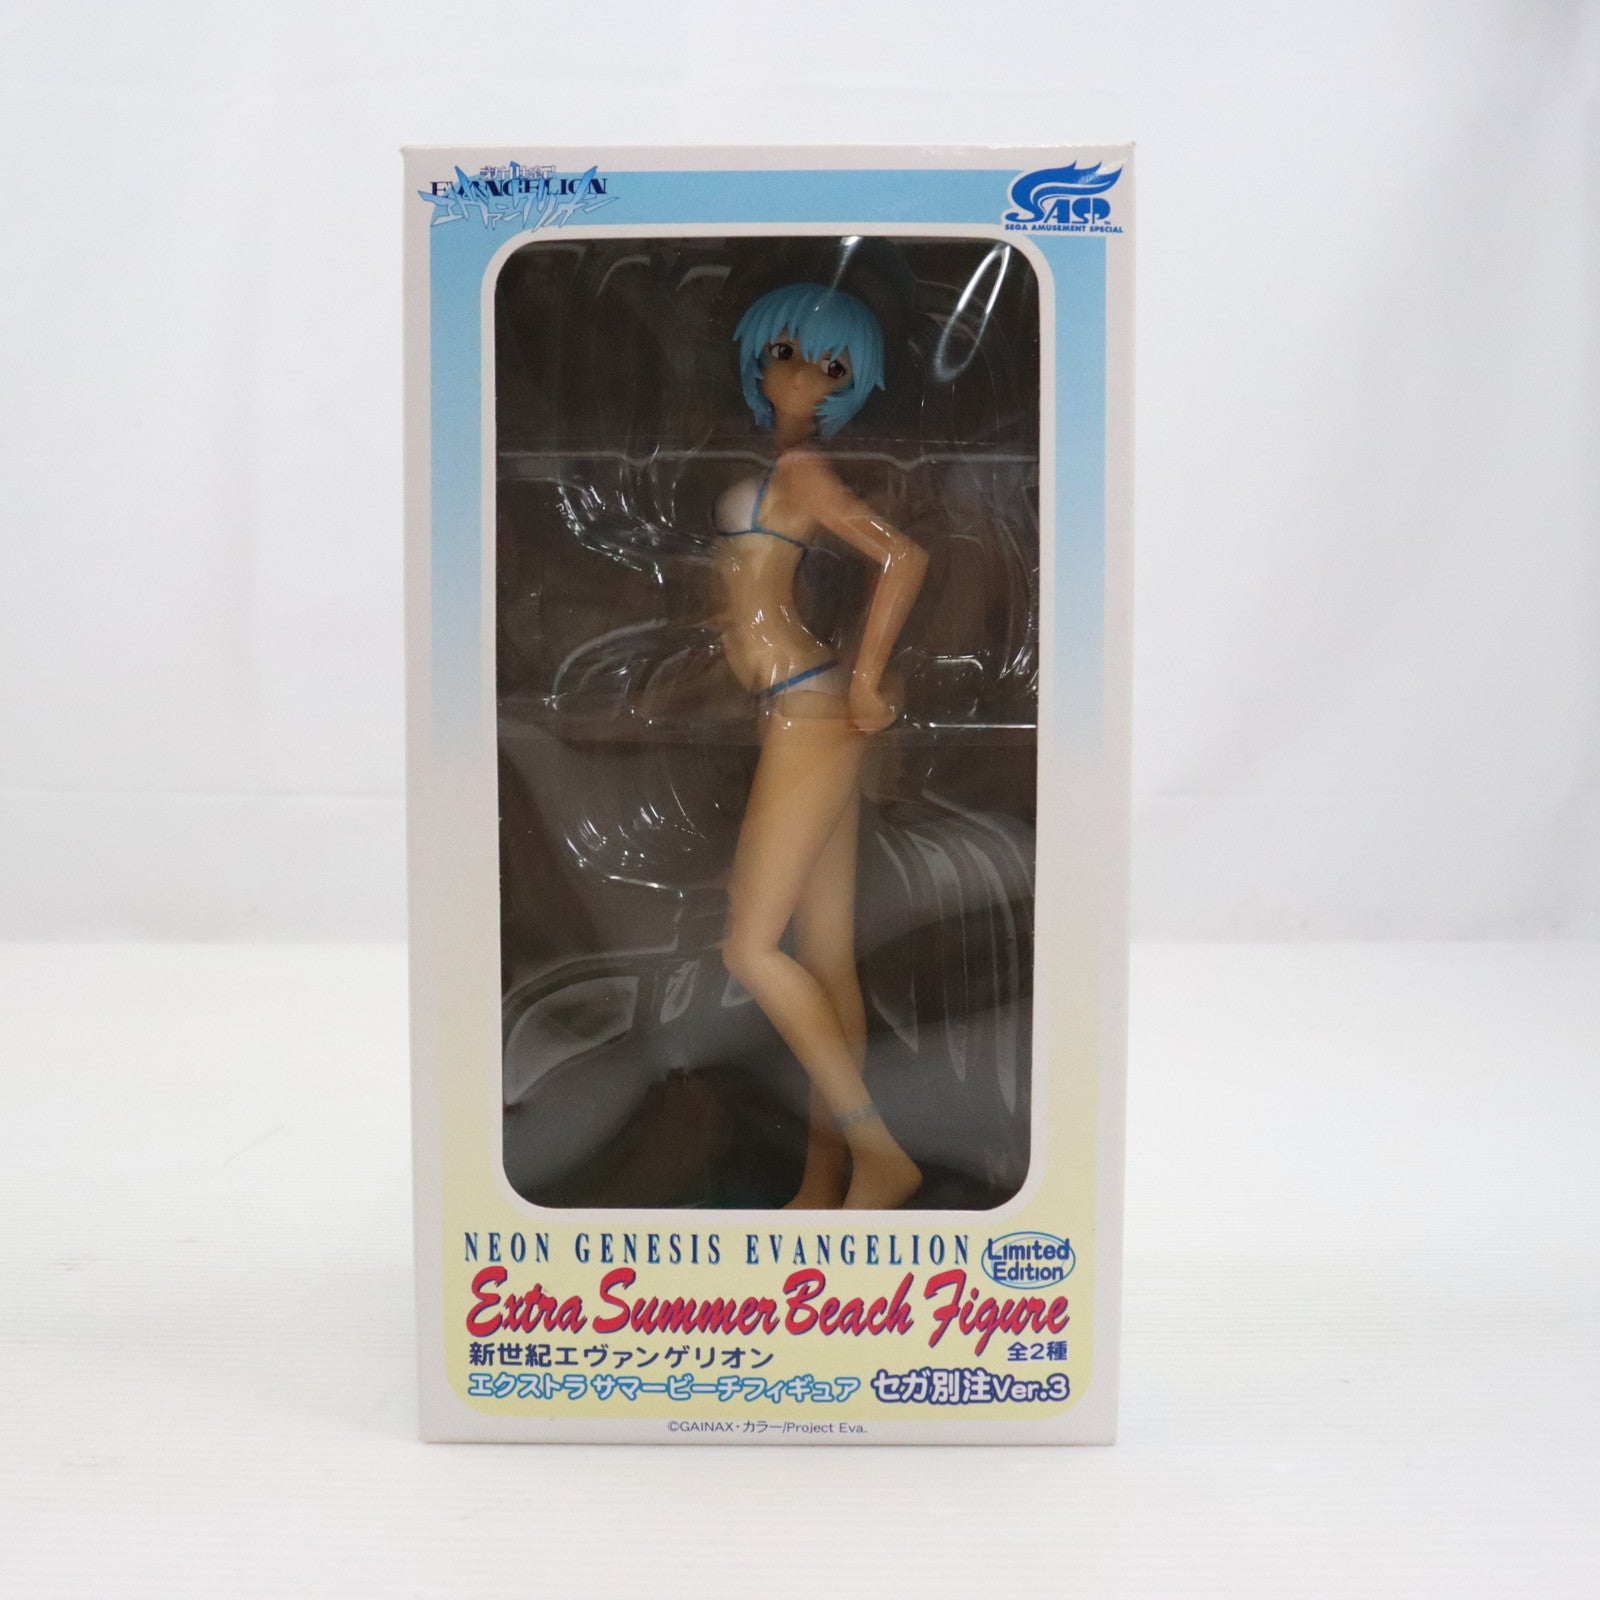 新世紀
EVANGELION
エヴァンゲリオン
SASP™
SEGA AMUSEMENT SPECIAL
NEON GENESIS EVANGELION
Limited
Edition
Extra Summer Beach Figure
新世紀エヴァンゲリオン
全2種
エクストラ サマービーチフィギュア セガ別注Ver.3
©GAINAX・カラー/Project Eva.